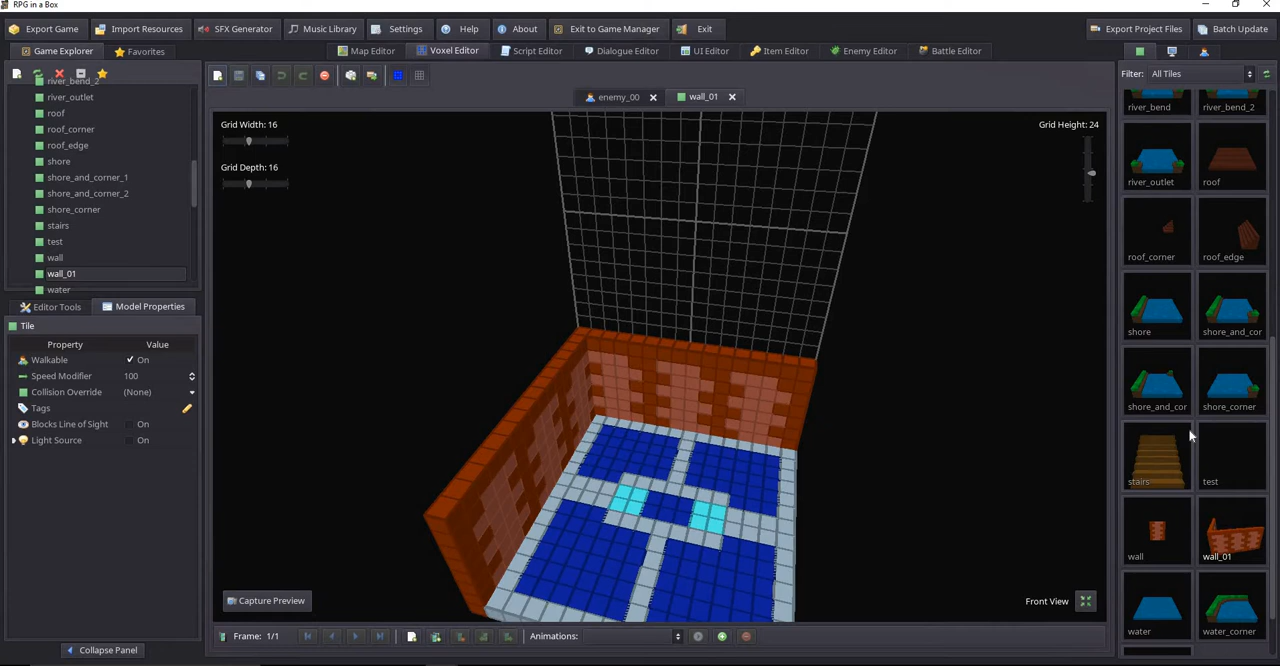 RPG in a Box
Export Game
Import Resources
SFX Generator
Music Library
Settings
Help
About
Exit to Game Manager
Exit
Export Project Files
Batch Update
Game Explorer
Favorites
Map Editor
Voxel Editor
Script Editor
Dialogue Editor
UI Editor
Item Editor
Enemy Editor
Battle Editor
Filter: All Tiles
river_bend_2
river_outlet
roof
roof_corner
roof_edge
shore
shore_and_corner_1
shore_and_corner_2
shore_corner
stairs
test
wall
wall_01
water
enemy_00
wall_01
Grid Width: 16
Grid Depth: 16
Grid Height: 24
Editor Tools
Model Properties
Tile
Property Value
Walkable On
Speed Modifier 100
Collision Override (None)
Tags
Blocks Line of Sight On
Light Source On
Capture Preview
Front View
Frame: 1/1
Animations:
Collapse Panel
river_bend river_bend_2
river_outlet roof
roof_corner roof_edge
shore shore_and_cor
shore_and_cor shore_corner
stairs test
wall wall_01
water water_corner